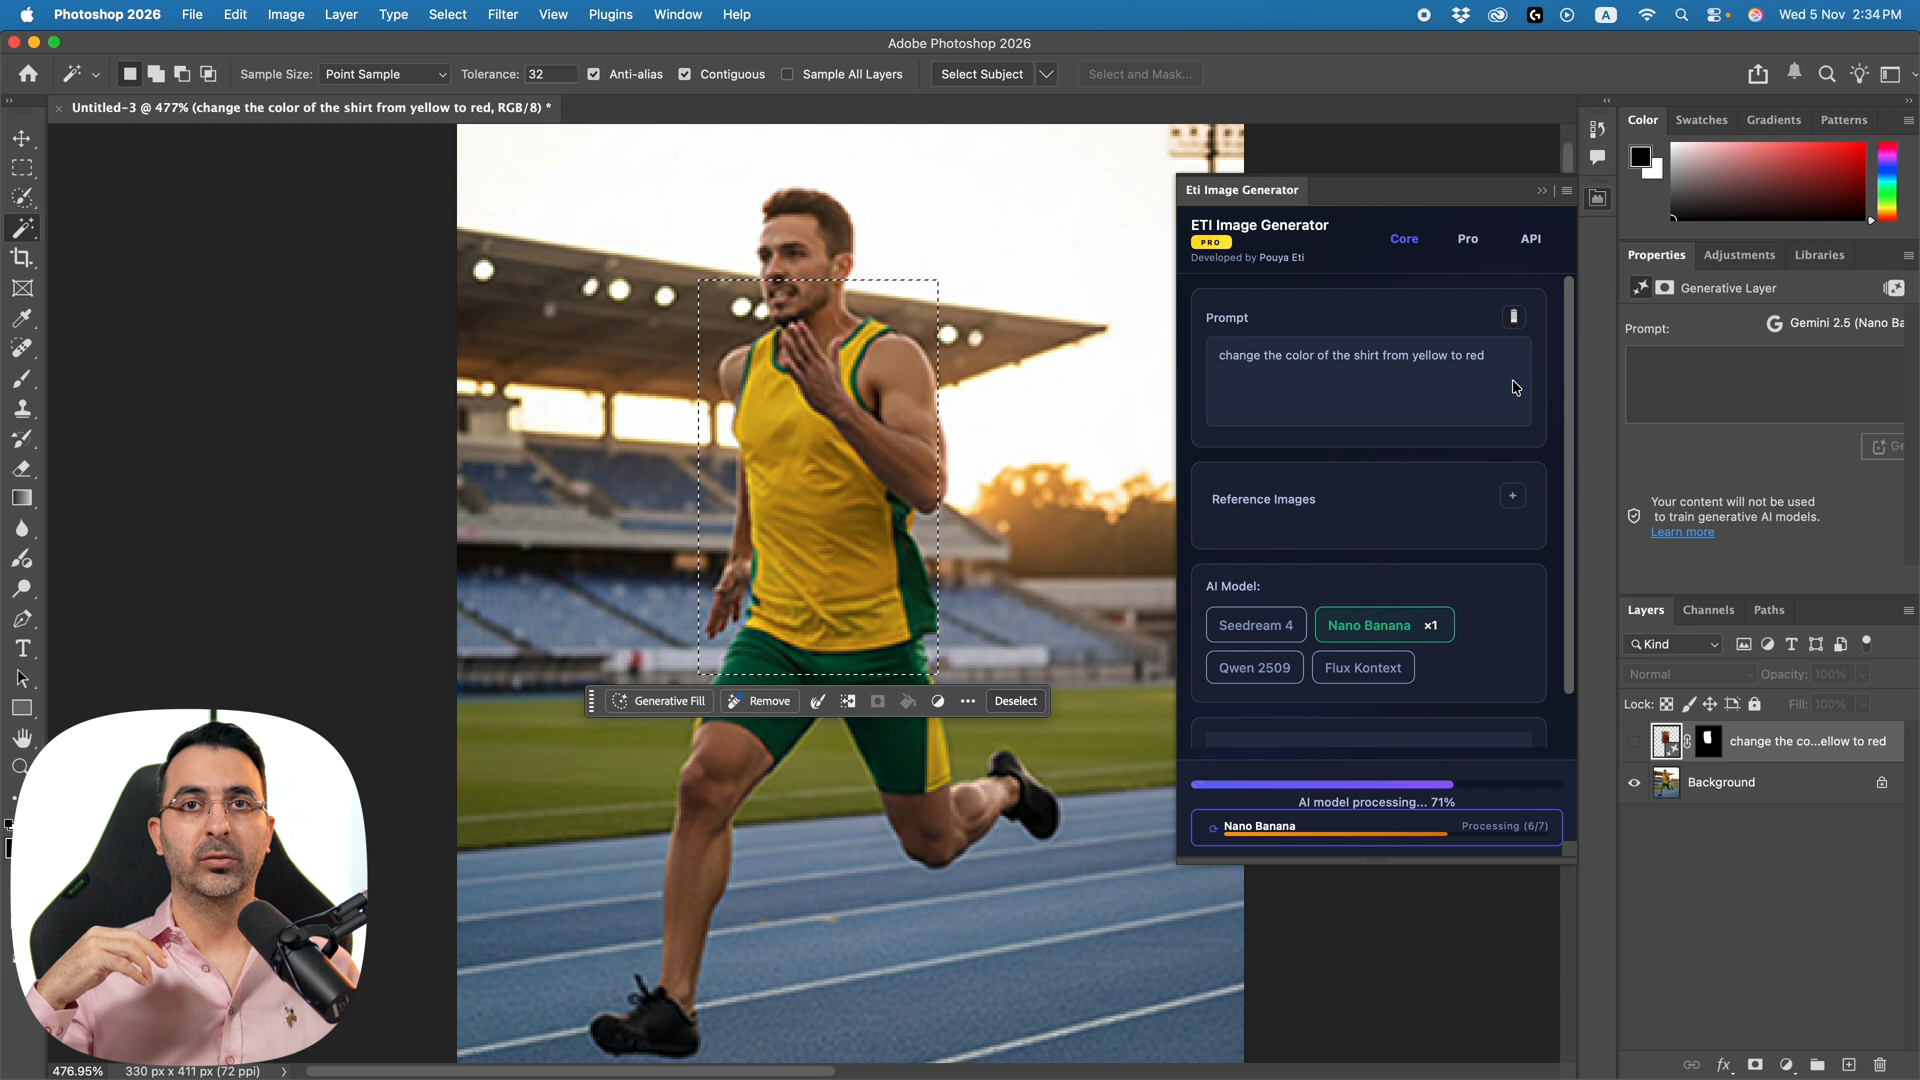 Photoshop 2026 File Edit Image Layer Type Select Filter View Plugins Window Help A Wed 5 Nov 2:34 PM
Adobe Photoshop 2026
Sample Size: Point Sample Tolerance: 32 Anti-alias Contiguous Sample All Layers Select Subject Select and Mask...
× Untitled-3 @ 477% (change the color of the shirt from yellow to red, RGB/8) *
Color Swatches Gradients Patterns
Eti Image Generator
ETI Image Generator
PRO
Developed by Pouya Eti
Core Pro API
Prompt
change the color of the shirt from yellow to red
Reference Images +
AI Model:
Seedream 4 Nano Banana ×1
Qwen 2509 Flux Kontext
AI model processing... 71%
Nano Banana Processing (6/7)
Generative Fill Remove Deselect
Properties Adjustments Libraries
Generative Layer
Prompt: G Gemini 2.5 (Nano Ba
Ge
Your content will not be used
to train generative AI models.
Learn more
Layers Channels Paths
Kind
Normal Opacity: 100%
Lock: Fill: 100%
change the co...ellow to red
Background
476.95% 330 px x 411 px (72 ppi)